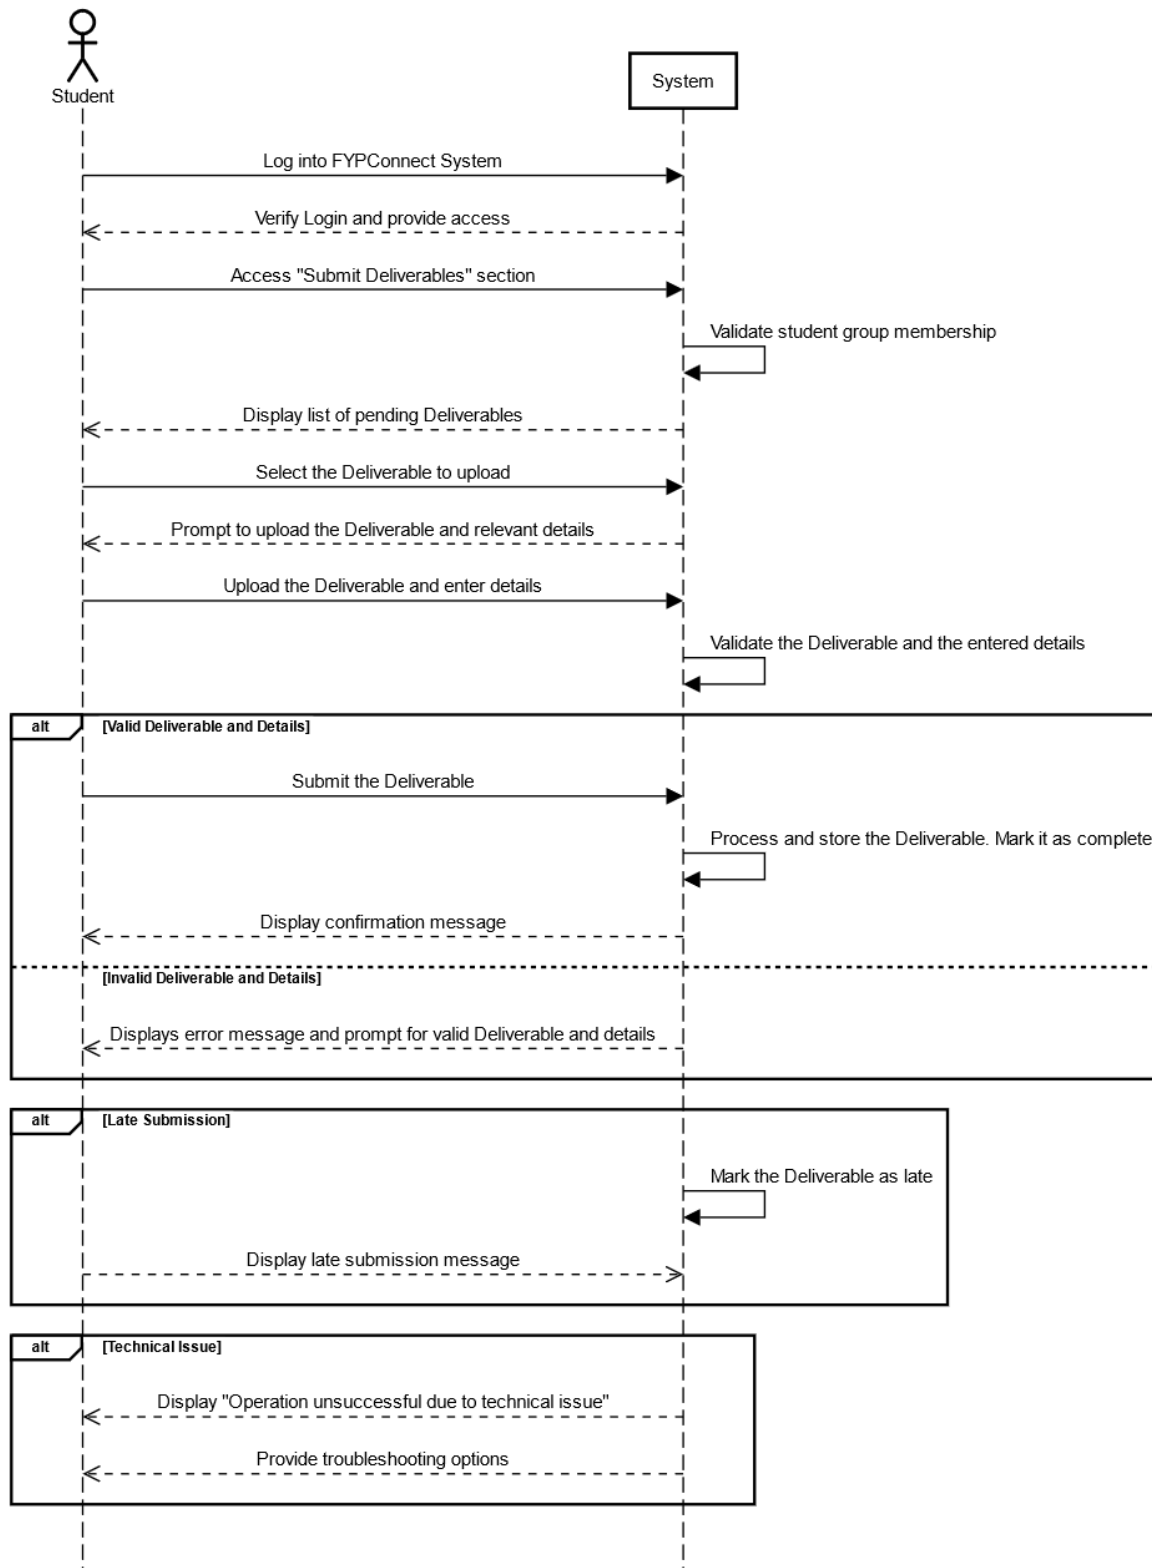 Student
System
Log into FYPConnect System
Verify Login and provide access
Access "Submit Deliverables" section
Validate student group membership
Display list of pending Deliverables
Select the Deliverable to upload
Prompt to upload the Deliverable and relevant details
Upload the Deliverable and enter details
Validate the Deliverable and the entered details
alt [Valid Deliverable and Details]
Submit the Deliverable
Process and store the Deliverable. Mark it as complete
Display confirmation message
[Invalid Deliverable and Details]
Displays error message and prompt for valid Deliverable and details
alt [Late Submission]
Mark the Deliverable as late
Display late submission message
alt [Technical Issue]
Display "Operation unsuccessful due to technical issue"
Provide troubleshooting options